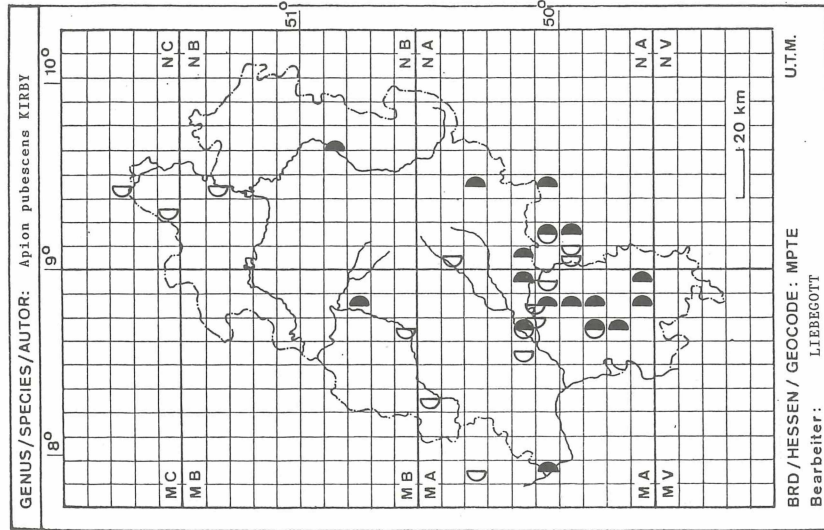 GENUS/SPECIES/AUTOR: Apion pubescens KIRBY
8° 9° 10°
MC NC
MB NB
51°
MB NB
MA NA
50°
20 km
MA NA
MV NV
BRD/HESSEN/GEOCODE: MPTE U.T.M.
Bearbeiter: LIEBEGOTT